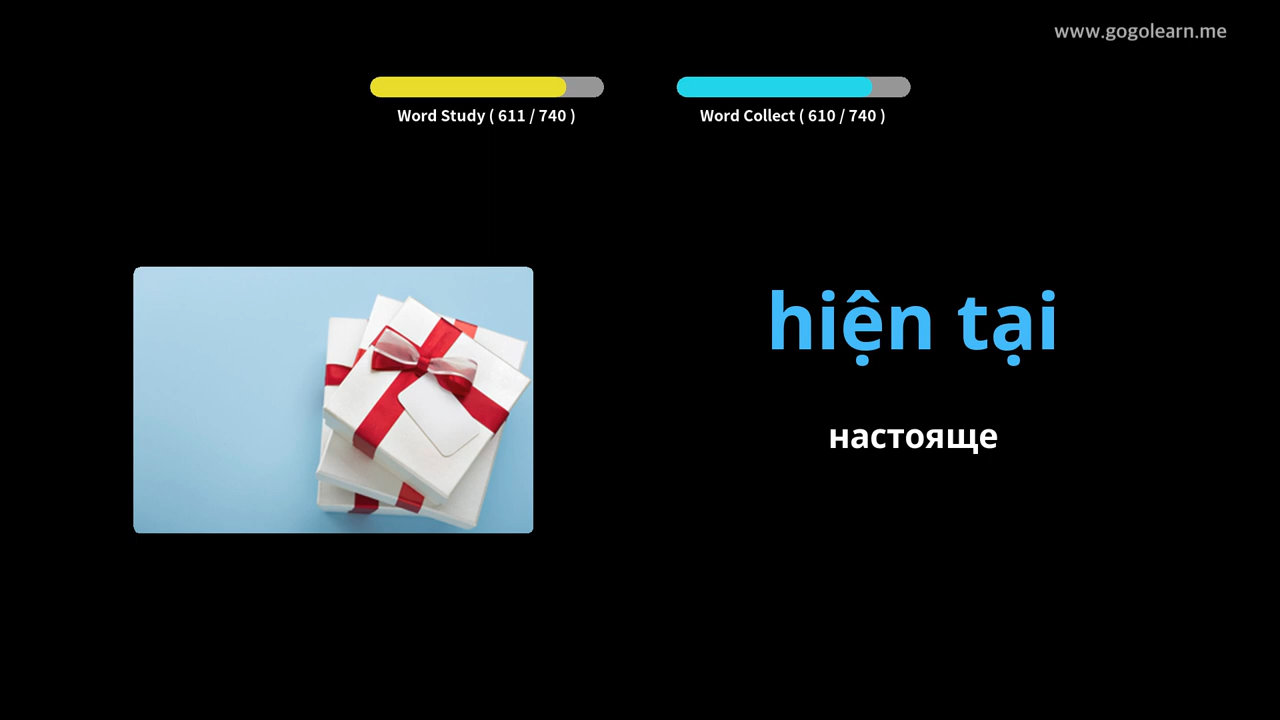 www.gogolearn.me
Word Study ( 611 / 740 )
Word Collect ( 610 / 740 )
hiện tại
настояще